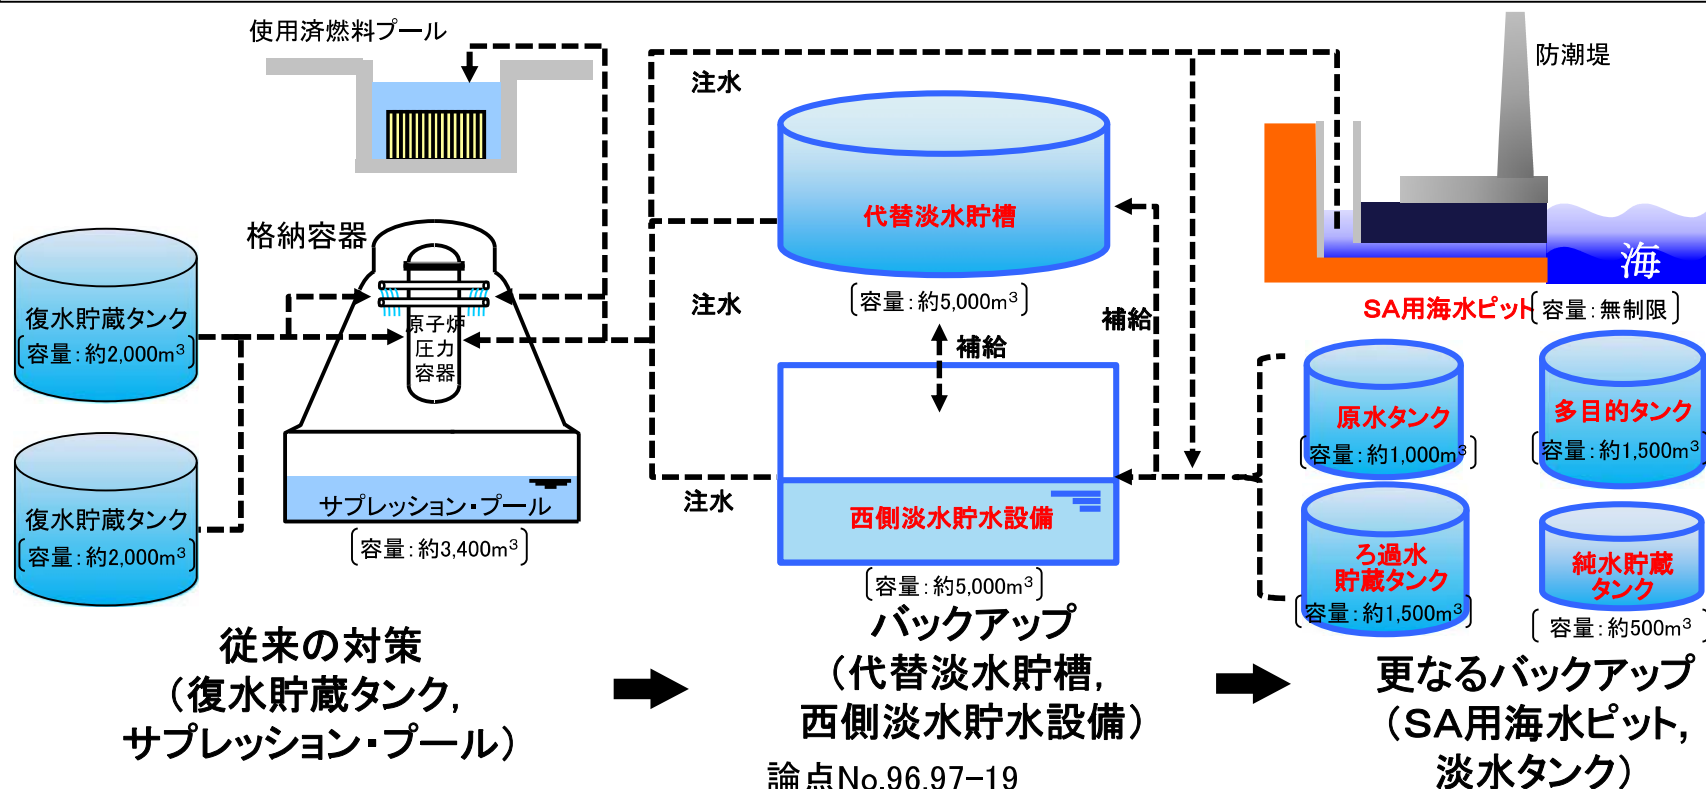 使用済燃料プール
格納容器
復水貯蔵タンク
容量：約2,000m³
復水貯蔵タンク
容量：約2,000m³
原子炉
圧力
容器
サプレッション・プール
容量：約3,400m³
従来の対策
（復水貯蔵タンク，
サプレッション・プール）
注水
注水
注水
代替淡水貯槽
容量：約5,000m³
補給
補給
西側淡水貯水設備
容量：約5,000m³
バックアップ
（代替淡水貯槽，
西側淡水貯水設備）
論点No.96,97-19
防潮堤
海
SA用海水ピット
容量：無制限
原水タンク
容量：約1,000m³
多目的タンク
容量：約1,500m³
ろ過水
貯蔵タンク
容量：約1,500m³
純水貯蔵
タンク
容量：約500m³
更なるバックアップ
（SA用海水ピット，
淡水タンク）